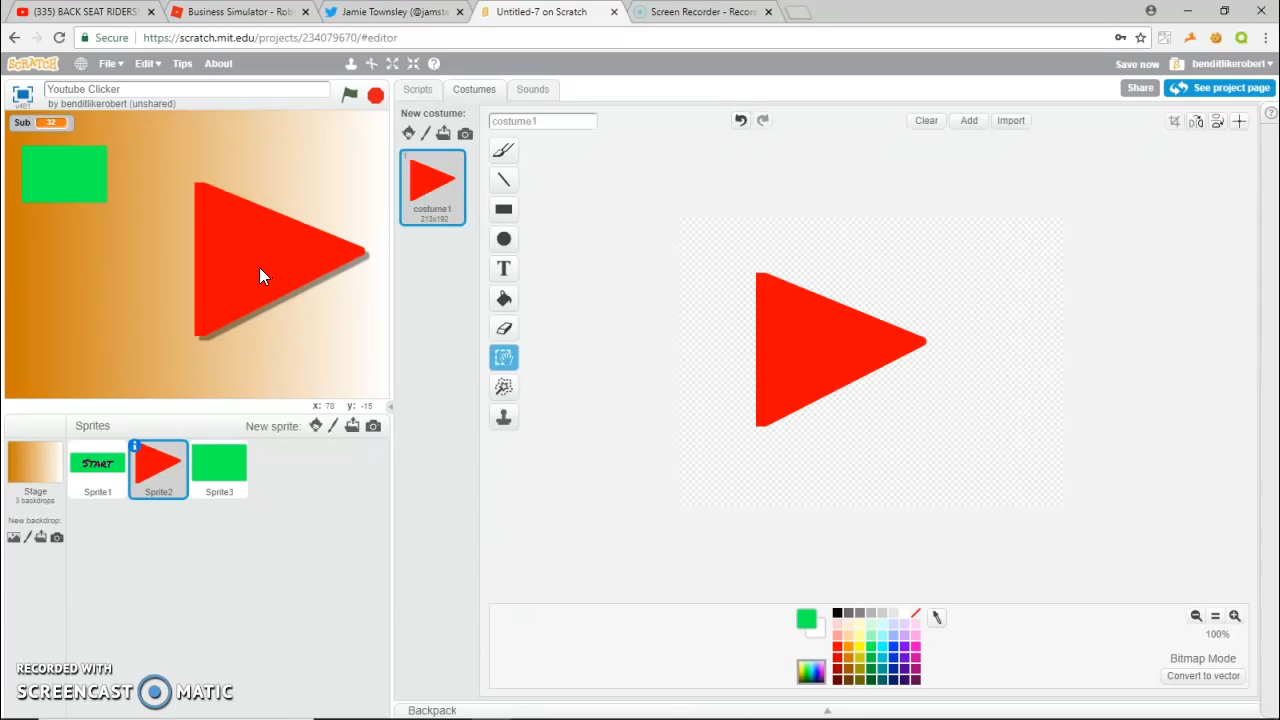 (335) BACK SEAT RIDERS
Business Simulator - Rob
Jamie Townsley (@jamste
Untitled-7 on Scratch
Screen Recorder - Record
Secure
https://scratch.mit.edu/projects/234079670/#editor
SCRATCH
File
Edit
Tips
About
Save now
benditlikerobert
Youtube Clicker
by benditlikerobert (unshared)
v461
Scripts
Costumes
Sounds
Share
See project page
Sub 32
New costume:
costume1
Clear
Add
Import
1
costume1
213x192
T
x: 78 y: -15
Sprites
New sprite:
START
Stage
3 backdrops
Sprite1
Sprite2
Sprite3
New backdrop:
100%
Bitmap Mode
Convert to vector
RECORDED WITH
SCREENCAST MATIC
Backpack